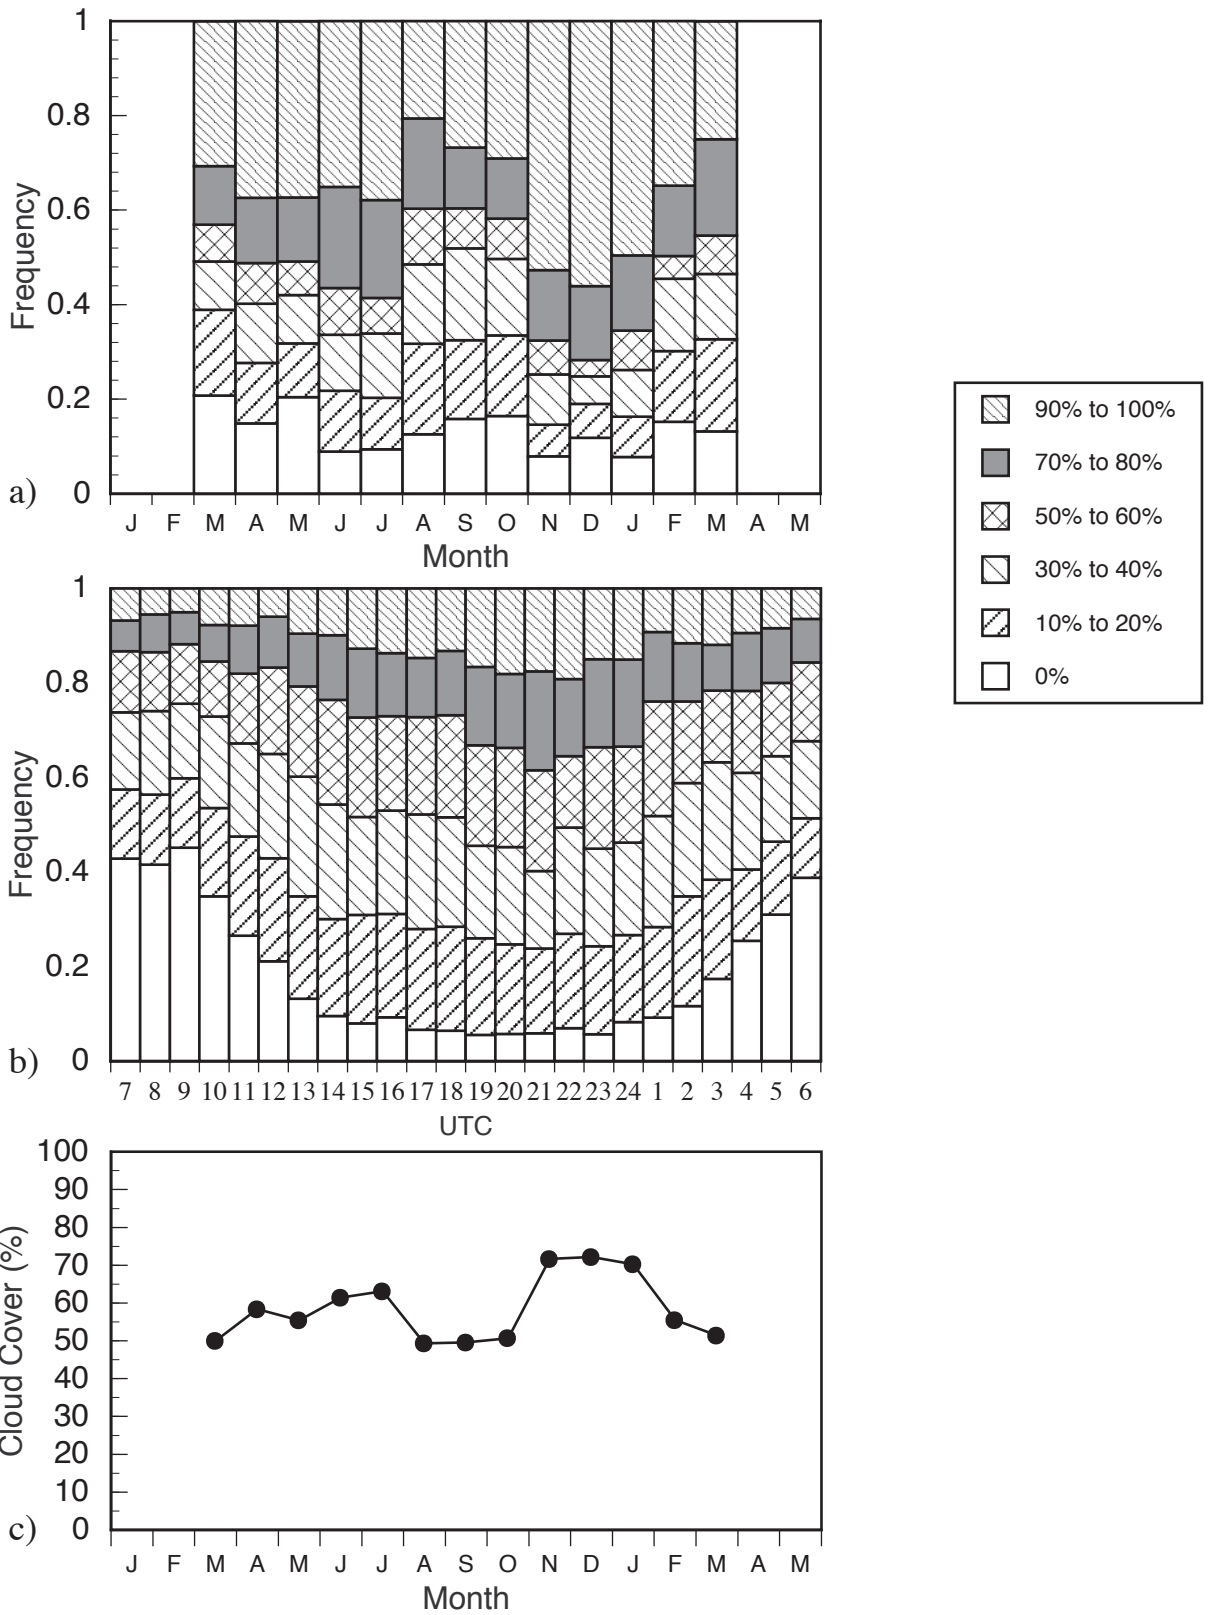 1
0.8
0.6
0.4
0.2
0
Frequency
a)
J F M A M J J A S O N D J F M A M
Month
90% to 100%
70% to 80%
50% to 60%
30% to 40%
10% to 20%
0%
1
0.8
0.6
0.4
0.2
0
Frequency
b)
7 8 9 10 11 12 13 14 15 16 17 18 19 20 21 22 23 24 1 2 3 4 5 6
UTC
100
90
80
70
60
50
40
30
20
10
0
Cloud Cover (%)
c)
J F M A M J J A S O N D J F M A M
Month